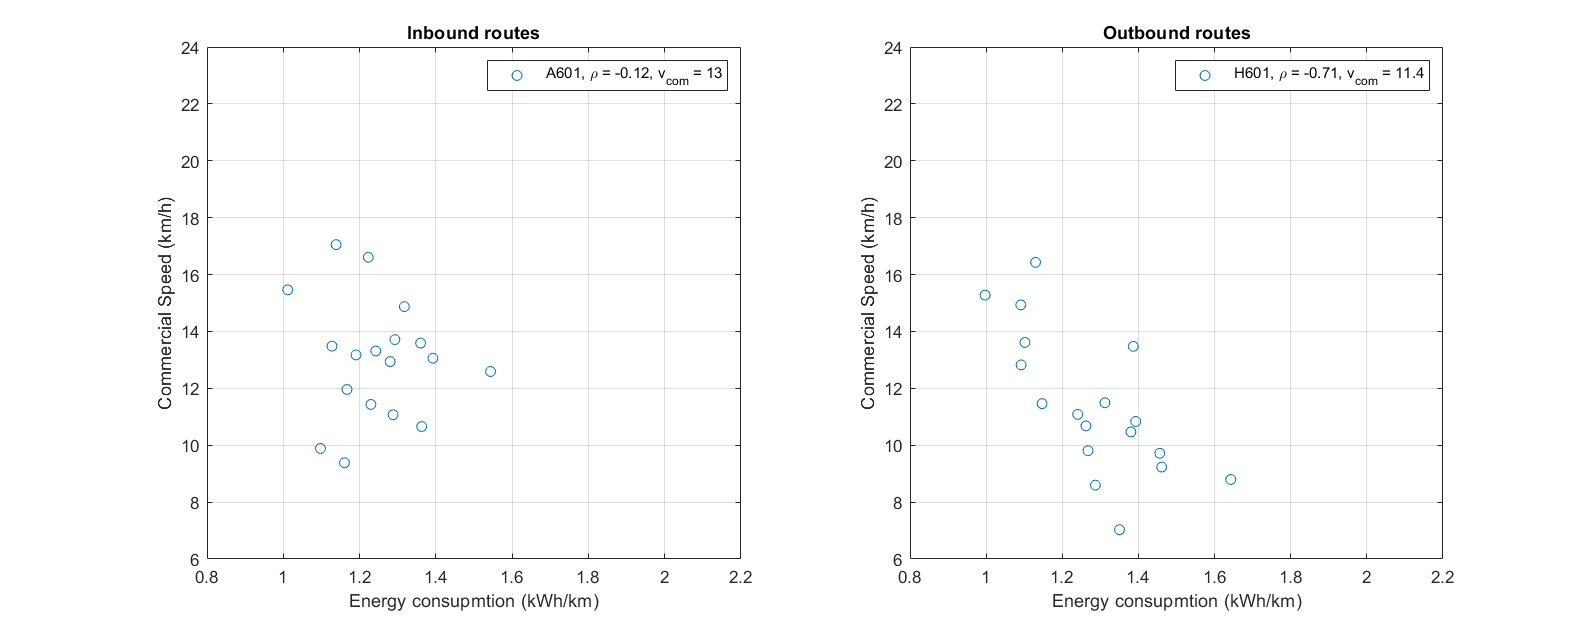 Inbound routes
24
22
20
18
16
14
12
10
8
6
0.8 1 1.2 1.4 1.6 1.8 2 2.2
Commercial Speed (km/h)
Energy consupmtion (kWh/km)
A601, ρ = -0.12, v_com = 13
Outbound routes
24
22
20
18
16
14
12
10
8
6
0.8 1 1.2 1.4 1.6 1.8 2 2.2
Commercial Speed (km/h)
Energy consupmtion (kWh/km)
H601, ρ = -0.71, v_com = 11.4